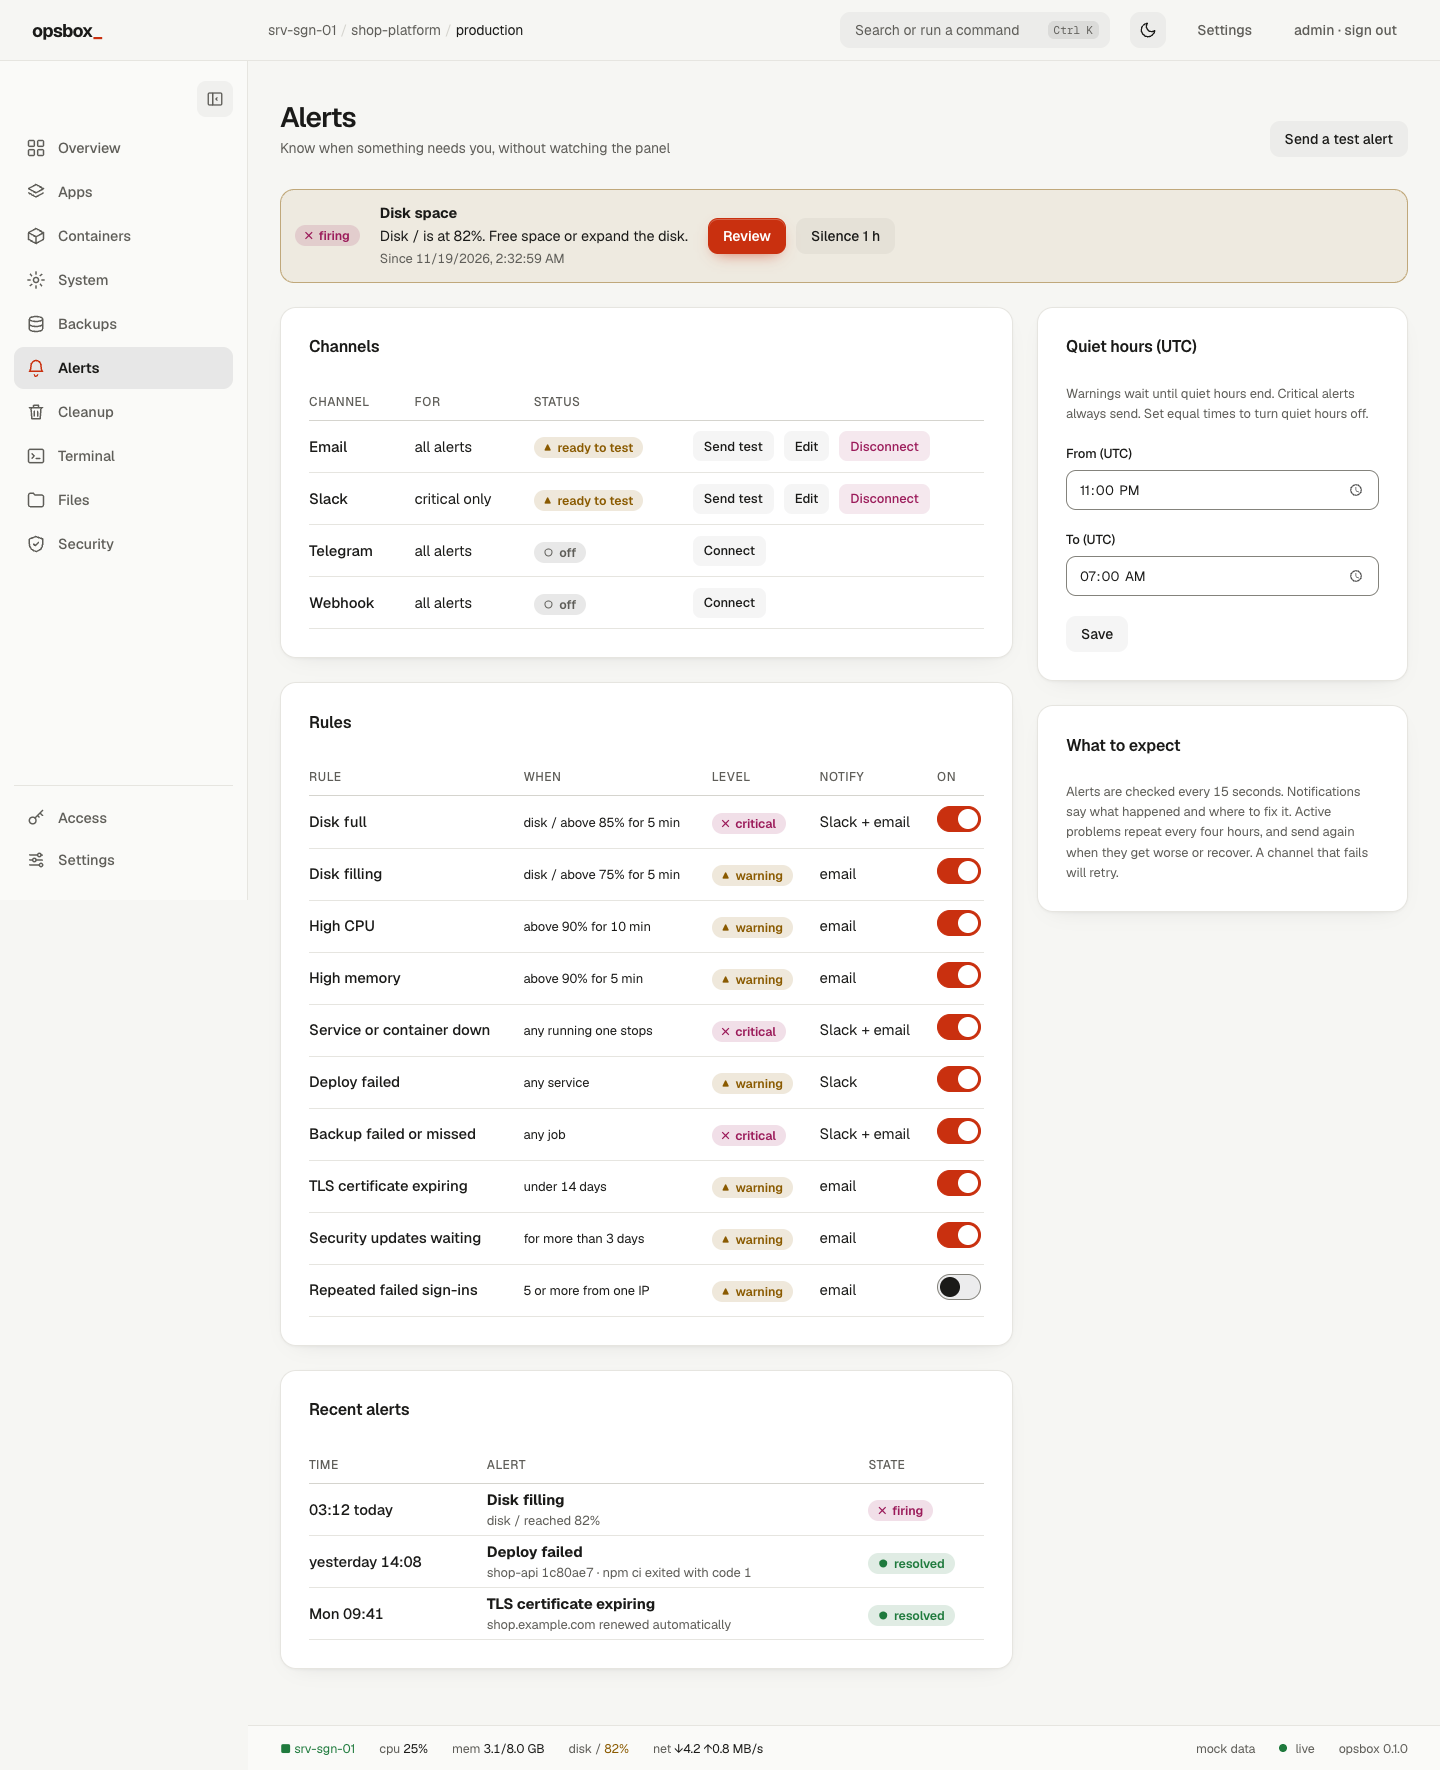 opsbox_
srv-sgn-01 / shop-platform / production
Search or run a command Ctrl K
Settings
admin · sign out
Overview
Apps
Containers
System
Backups
Alerts
Cleanup
Terminal
Files
Security
Access
Settings
Alerts
Know when something needs you, without watching the panel
Send a test alert
firing
Disk space
Disk / is at 82%. Free space or expand the disk.
Since 11/19/2026, 2:32:59 AM
Review
Silence 1 h
Channels
CHANNEL FOR STATUS
Email all alerts ready to test Send test Edit Disconnect
Slack critical only ready to test Send test Edit Disconnect
Telegram all alerts off Connect
Webhook all alerts off Connect
Quiet hours (UTC)
Warnings wait until quiet hours end. Critical alerts
always send. Set equal times to turn quiet hours off.
From (UTC)
11:00 PM
To (UTC)
07:00 AM
Save
Rules
RULE WHEN LEVEL NOTIFY ON
Disk full disk / above 85% for 5 min critical Slack + email
Disk filling disk / above 75% for 5 min warning email
High CPU above 90% for 10 min warning email
High memory above 90% for 5 min warning email
Service or container down any running one stops critical Slack + email
Deploy failed any service warning Slack
Backup failed or missed any job critical Slack + email
TLS certificate expiring under 14 days warning email
Security updates waiting for more than 3 days warning email
Repeated failed sign-ins 5 or more from one IP warning email
What to expect
Alerts are checked every 15 seconds. Notifications
say what happened and where to fix it. Active
problems repeat every four hours, and send again
when they get worse or recover. A channel that fails
will retry.
Recent alerts
TIME ALERT STATE
03:12 today Disk filling firing
disk / reached 82%
yesterday 14:08 Deploy failed resolved
shop-api 1c80ae7 · npm ci exited with code 1
Mon 09:41 TLS certificate expiring resolved
shop.example.com renewed automatically
srv-sgn-01 cpu 25% mem 3.1/8.0 GB disk / 82% net ↓4.2 ↑0.8 MB/s mock data live opsbox 0.1.0